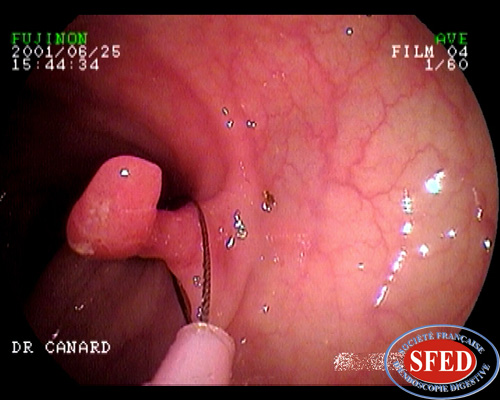 FUJINON
2001/06/25
15:44:34
AVE
FILM 04
1/60
DR CANARD
SOCIÉTÉ FRANÇAISE
SFED
D'ENDOSCOPIE DIGESTIVE